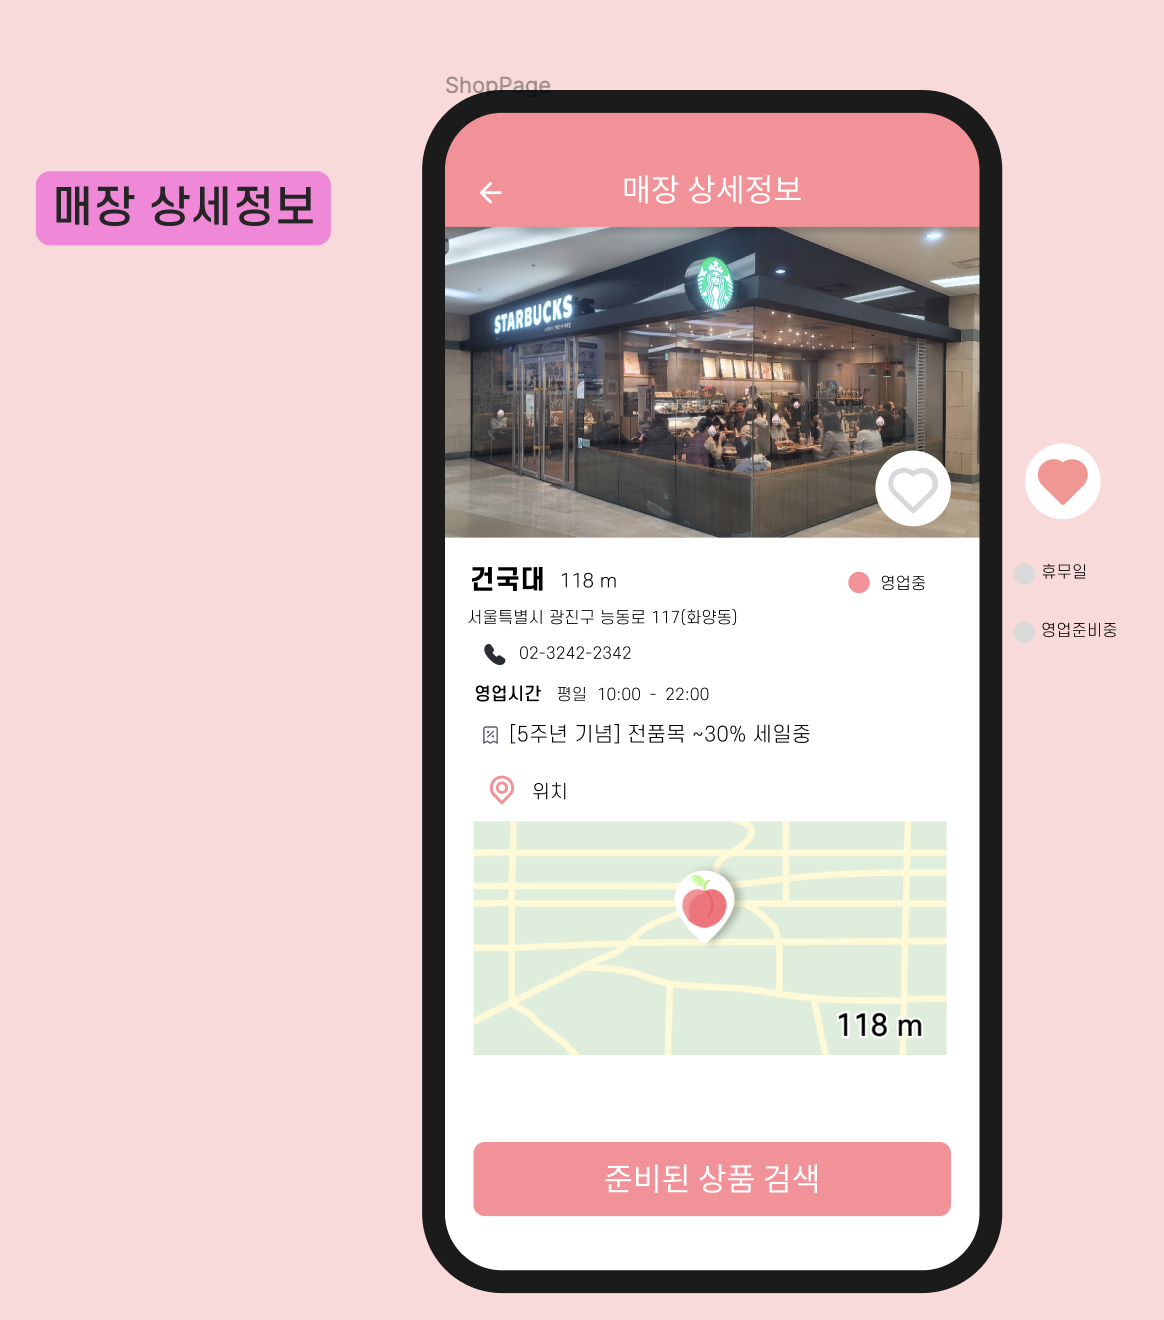 ShopPage
매장 상세정보
매장 상세정보
STARBUCKS
건국대 118 m
영업중
휴무일
서울특별시 광진구 능동로 117(화양동)
영업준비중
02-3242-2342
영업시간 평일 10:00 - 22:00
[5주년 기념] 전품목 ~30% 세일중
위치
118 m
준비된 상품 검색